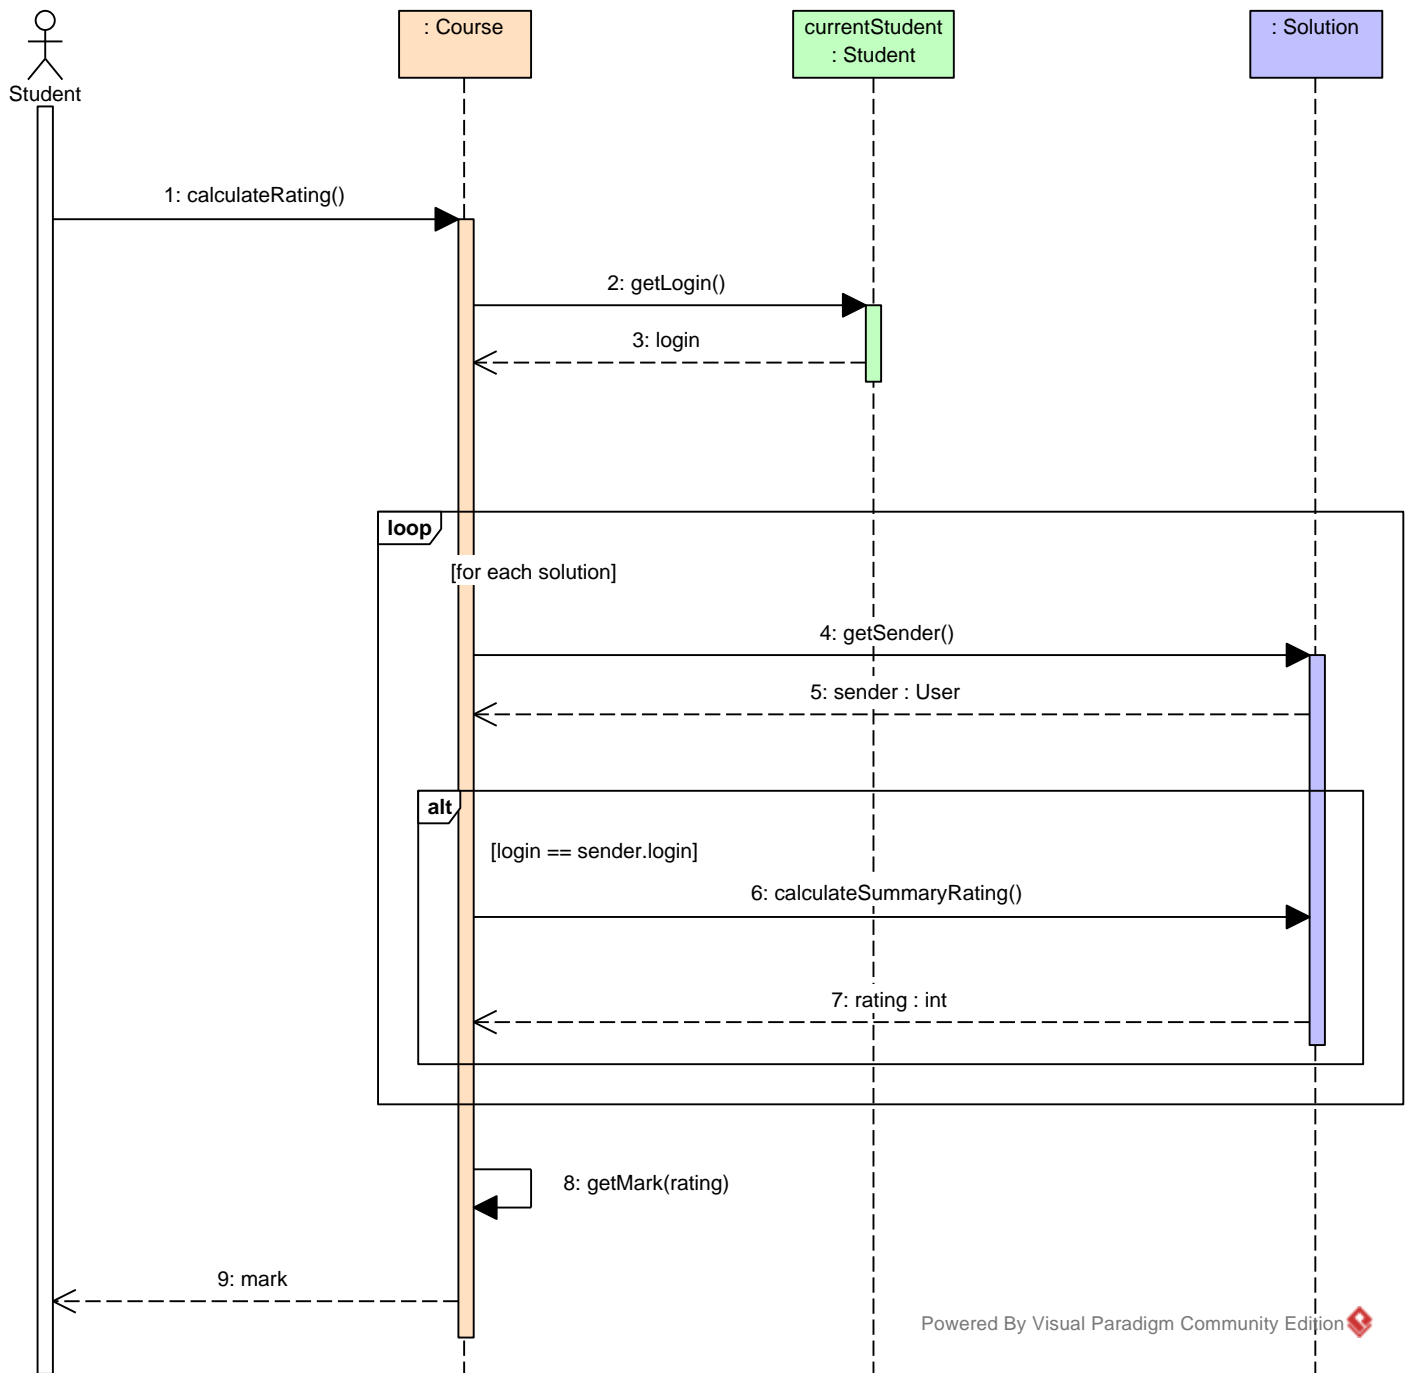 : Course
currentStudent
: Student
: Solution
Student
1: calculateRating()
2: getLogin()
3: login
loop
[for each solution]
4: getSender()
5: sender : User
alt
[login == sender.login]
6: calculateSummaryRating()
7: rating : int
8: getMark(rating)
9: mark
Powered By Visual Paradigm Community Edition